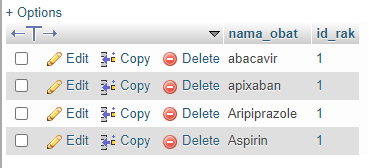 + Options
nama_obat id_rak
Edit Copy Delete abacavir 1
Edit Copy Delete apixaban 1
Edit Copy Delete Aripiprazole 1
Edit Copy Delete Aspirin 1